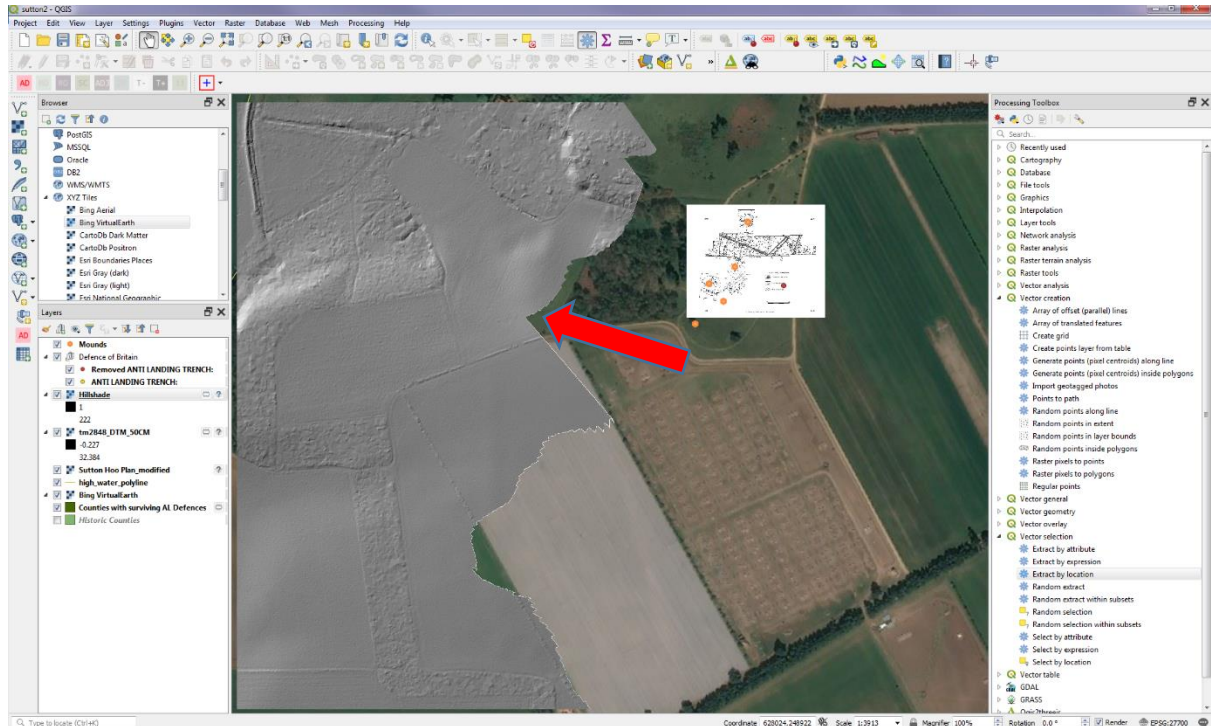 sutton2 - QGIS
Project Edit View Layer Settings Plugins Vector Raster Database Web Mesh Processing Help
Browser
PostGIS
MSSQL
Oracle
DB2
WMS/WMTS
XYZ Tiles
Bing Aerial
Bing VirtualEarth
CartoDb Dark Matter
CartoDb Positron
Esri Boundaries Places
Esri Gray (dark)
Esri Gray (light)
Esri National Geographic
Layers
Mounds
Defence of Britain
Removed ANTI LANDING TRENCH:
ANTI LANDING TRENCH:
Hillshade
1
222
tm2848_DTM_50CM
-0.227
32.384
Sutton Hoo Plan_modified
high_water_polyline
Bing VirtualEarth
Counties with surviving AL Defences
Historic Counties
Processing Toolbox
Search...
Recently used
Cartography
Database
File tools
Graphics
Interpolation
Layer tools
Network analysis
Raster analysis
Raster terrain analysis
Raster tools
Vector analysis
Vector creation
Array of offset (parallel) lines
Array of translated features
Create grid
Create points layer from table
Generate points (pixel centroids) along line
Generate points (pixel centroids) inside polygons
Import geotagged photos
Points to path
Random points along line
Random points in extent
Random points in layer bounds
Random points inside polygons
Raster pixels to points
Raster pixels to polygons
Regular points
Vector general
Vector geometry
Vector overlay
Vector selection
Extract by attribute
Extract by expression
Extract by location
Random extract
Random extract within subsets
Random selection
Random selection within subsets
Select by attribute
Select by expression
Select by location
Vector table
GDAL
GRASS
Qgis2threejs
Type to locate (Ctrl+K)
Coordinate 628024,248922 Scale 1:3913 Magnifier 100% Rotation 0.0 ° Render EPSG:27700